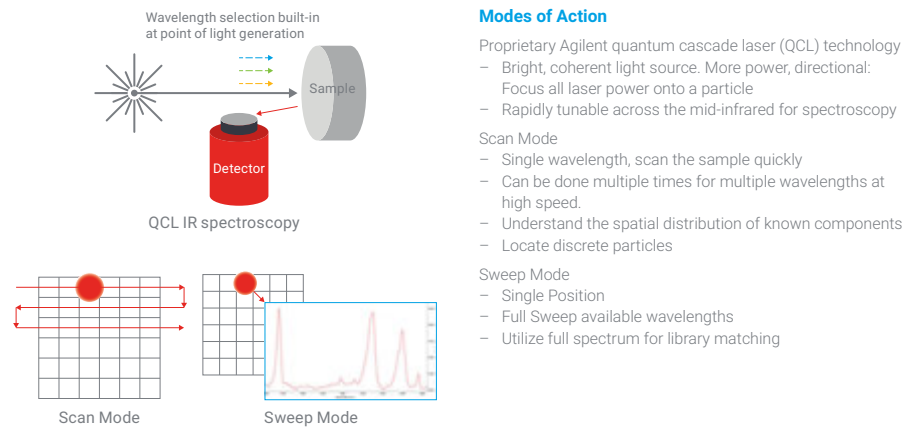 Wavelength selection built-in
at point of light generation
Sample
Detector
QCL IR spectroscopy
Scan Mode
Sweep Mode
Modes of Action
Proprietary Agilent quantum cascade laser (QCL) technology
– Bright, coherent light source. More power, directional:
Focus all laser power onto a particle
– Rapidly tunable across the mid-infrared for spectroscopy
Scan Mode
– Single wavelength, scan the sample quickly
– Can be done multiple times for multiple wavelengths at
high speed.
– Understand the spatial distribution of known components
– Locate discrete particles
Sweep Mode
– Single Position
– Full Sweep available wavelengths
– Utilize full spectrum for library matching